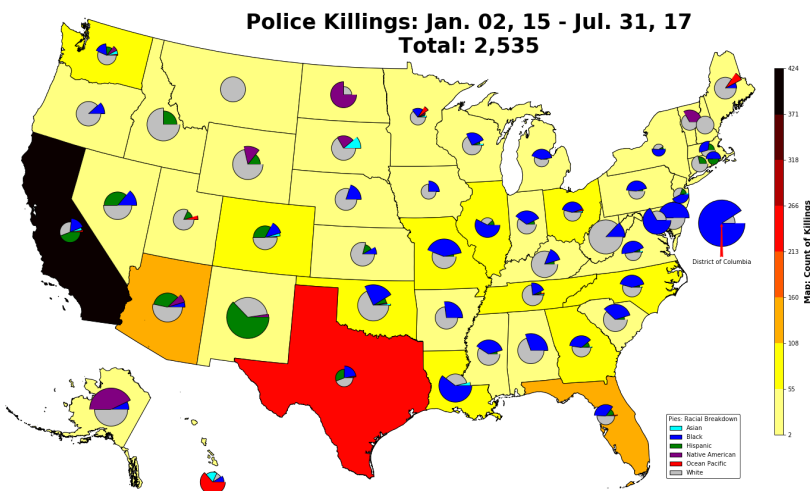 Police Killings: Jan. 02, 15 - Jul. 31, 17
Total: 2,535
424
371
318
266
213
160
108
55
2
Map: Count of Killings
District of Columbia
Pies: Racial Breakdown
Asian
Black
Hispanic
Native American
Ocean Pacific
White